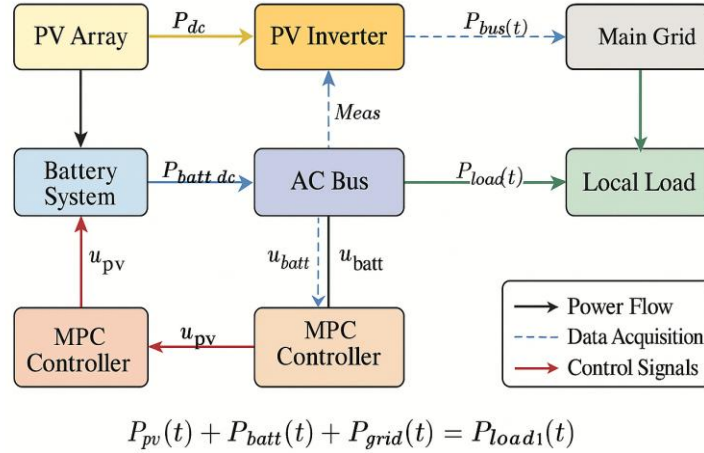 PV Array
P_dc
PV Inverter
P_bus(t)
Main Grid
Meas
Battery
System
P_batt dc
AC Bus
P_load(t)
Local Load
u_pv
u_batt
u_batt
MPC
Controller
u_pv
MPC
Controller
Power Flow
Data Acquisition
Control Signals
P_pv(t) + P_batt(t) + P_grid(t) = P_load1(t)